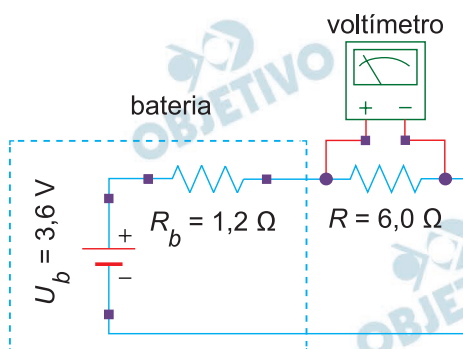 voltímetro
OBJETIVO
bateria
+ −
U_b = 3,6 V
+
−
R_b = 1,2 Ω
R = 6,0 Ω
OBJETIVO